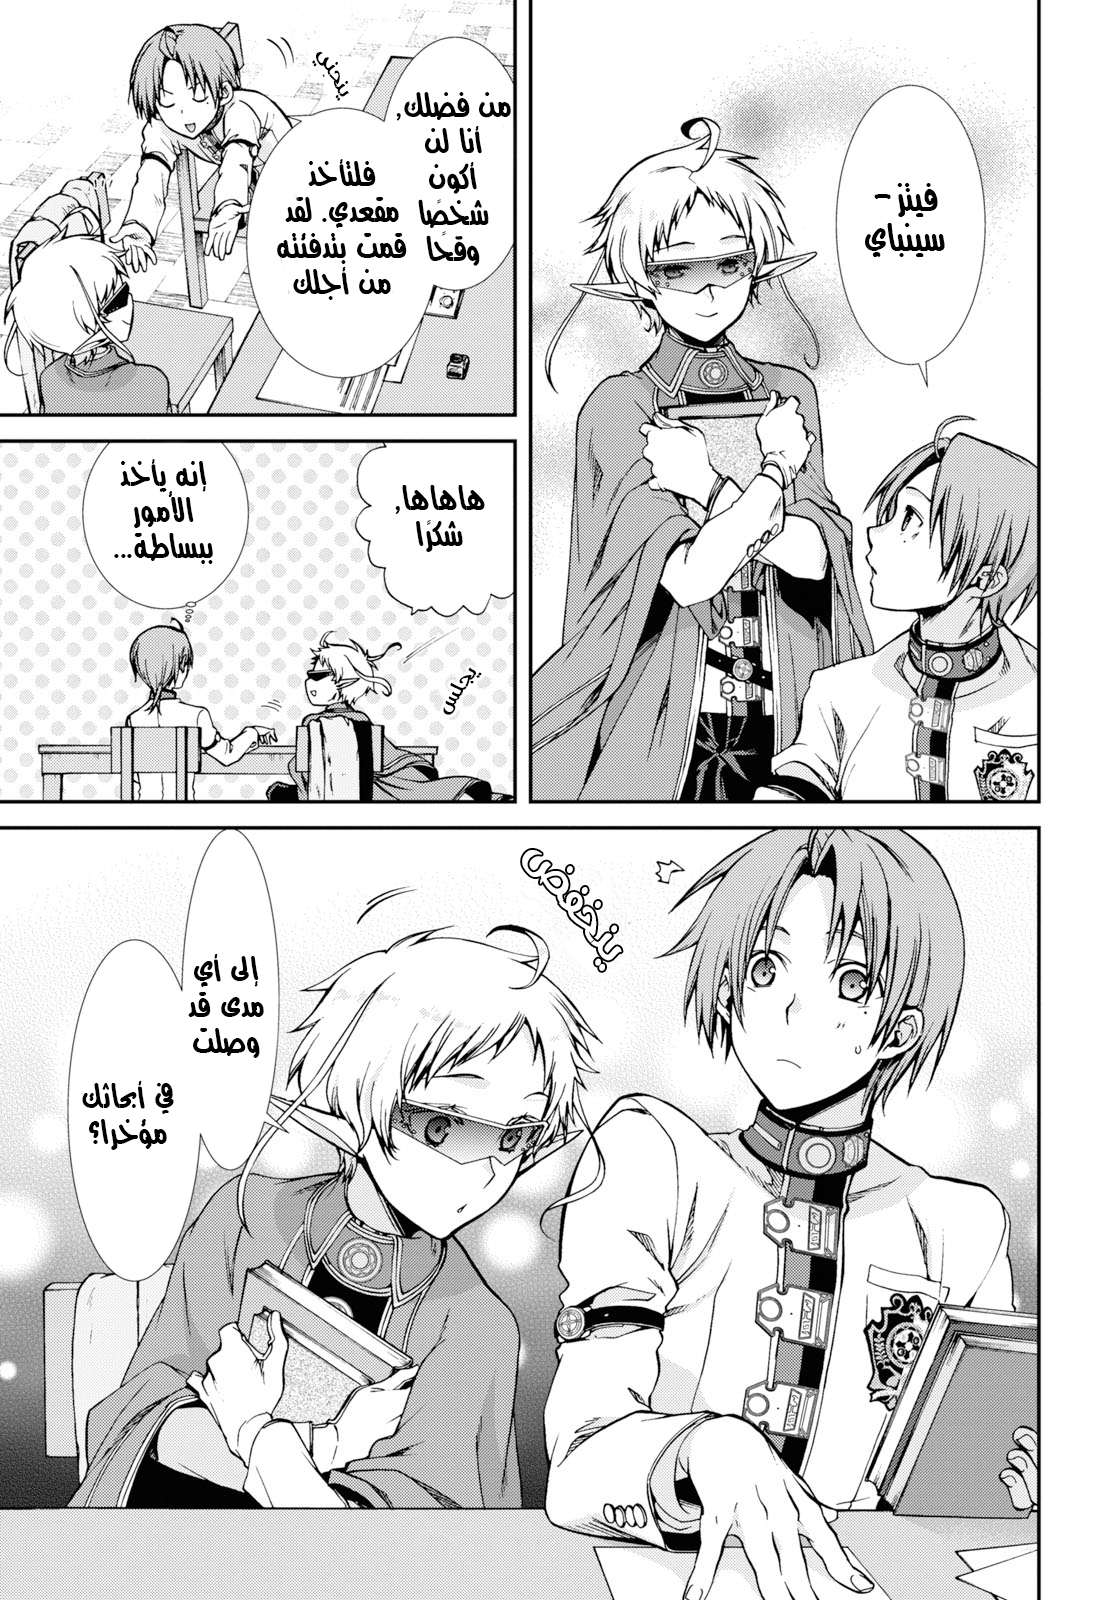 فيتز-
سينباي
من فضلك,
أنا لن
أكون
شخصًا
وقحًا
فلتأخذ
مقعدي. لقد
قمت بتدفئته
من أجلك
ينحني
هاهاها,
شكرًا
إنه يأخذ
الأمور
ببساطة...
يجلس
ينخفض
إلى أي
مدى قد
وصلت
في أبحاثك
مؤخرا؟